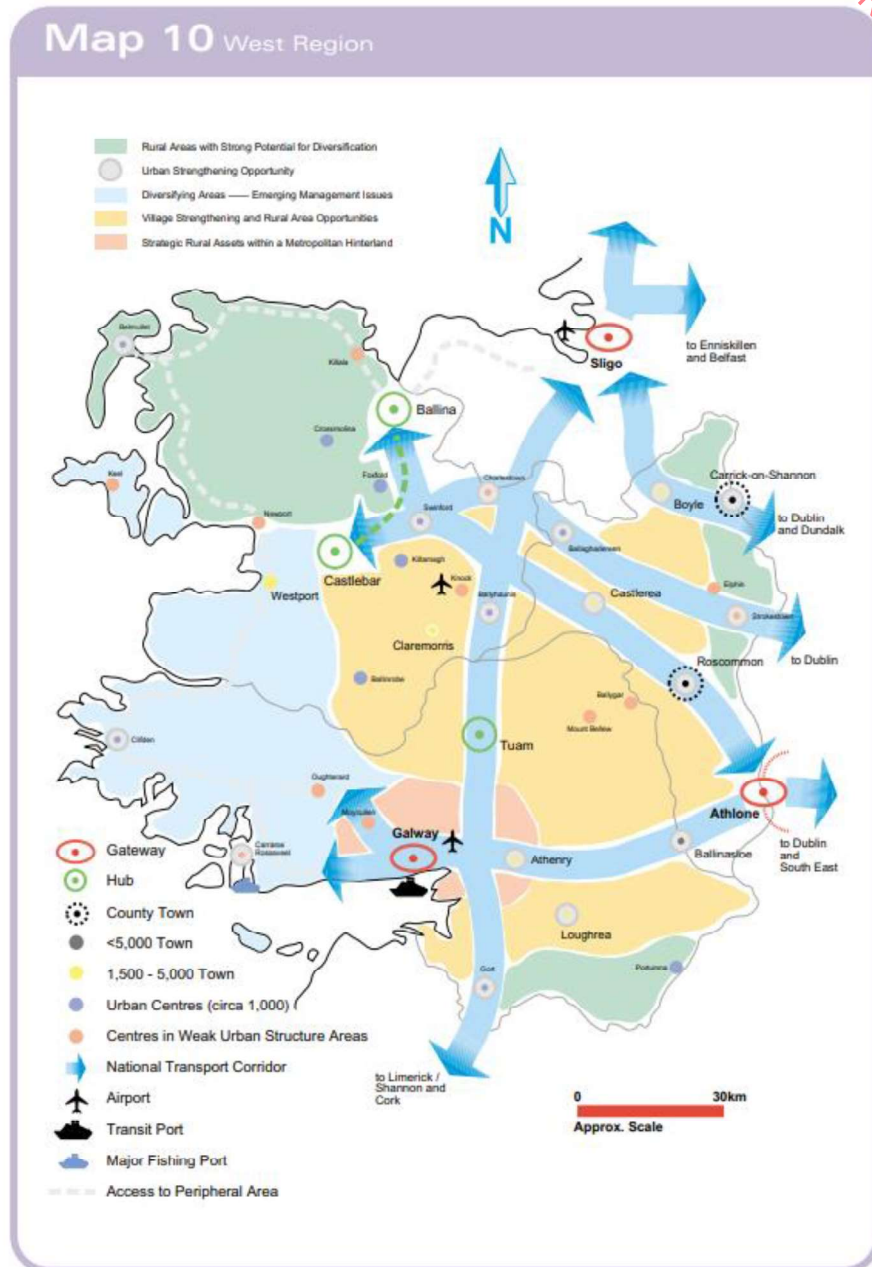 Map 10 West Region
Rural Areas with Strong Potential for Diversification
Urban Strengthening Opportunity
Diversifying Areas —— Emerging Management Issues
Village Strengthening and Rural Area Opportunities
Strategic Rural Assets within a Metropolitan Hinterland
N
to Enniskillen
and Belfast
Sligo
Belmullet
Killala
Ballina
Crossmolina
Carrick-on-Shannon
Keel
Foxford
Charlestown
Boyle
Newport
Swinford
to Dublin
and Dundalk
Ballaghadereen
Castlebar
Kiltamagh
Knock
Westport
Ballyhaunis
Castlerea
Elphin
Strokestown
Claremorris
to Dublin
Roscommon
Ballinrobe
Ballygar
Mount Bellew
Clifden
Tuam
Oughterard
Athlone
Moycullen
Galway
Carraroe
Rossaveel
Athenry
Ballinasloe
to Dublin
and
South East
Loughrea
Portumna
Gort
Gateway
Hub
County Town
<5,000 Town
1,500 - 5,000 Town
Urban Centres (circa 1,000)
Centres in Weak Urban Structure Areas
National Transport Corridor
to Limerick /
Shannon and
Cork
0 30km
Approx. Scale
Airport
Transit Port
Major Fishing Port
Access to Peripheral Area